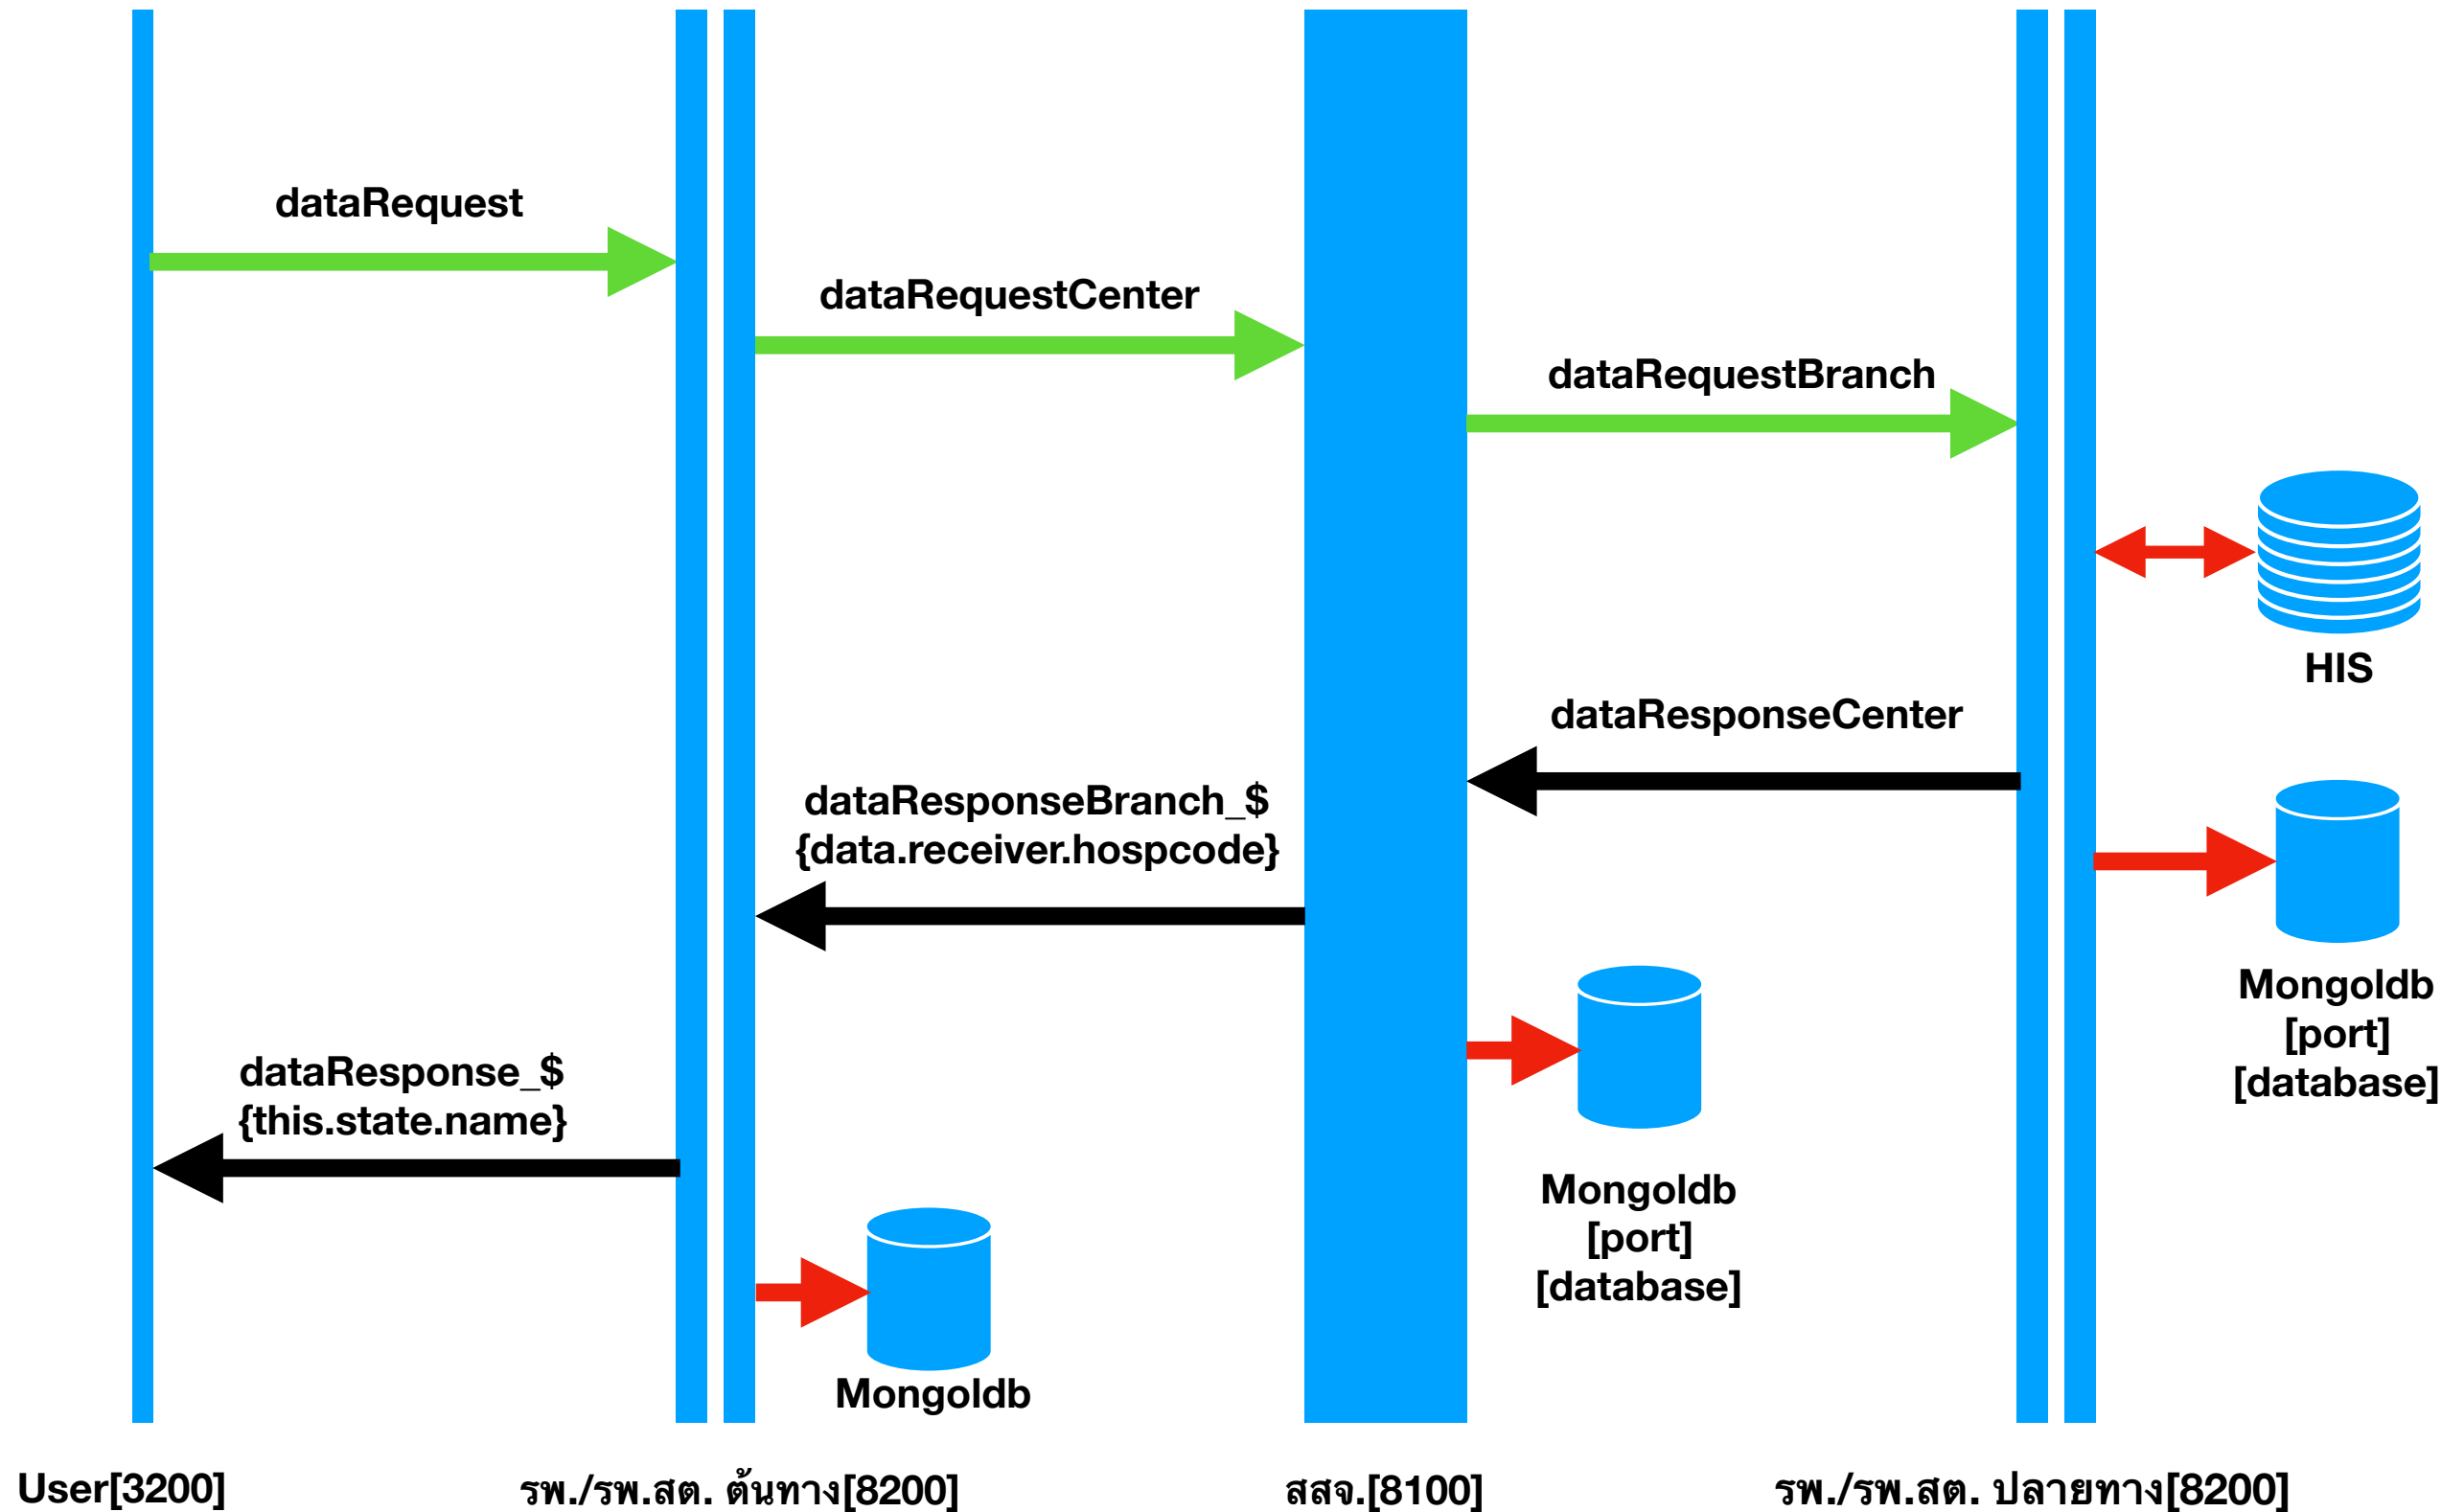 dataRequest
dataRequestCenter
dataRequestBranch
HIS
dataResponseCenter
dataResponseBranch_$
{data.receiver.hospcode}
Mongoldb
[port]
[database]
dataResponse_$
{this.state.name}
Mongoldb
[port]
[database]
Mongoldb
User[3200]
รพ./รพ.สต. ต้นทาง[8200]
สสจ.[8100]
รพ./รพ.สต. ปลายทาง[8200]